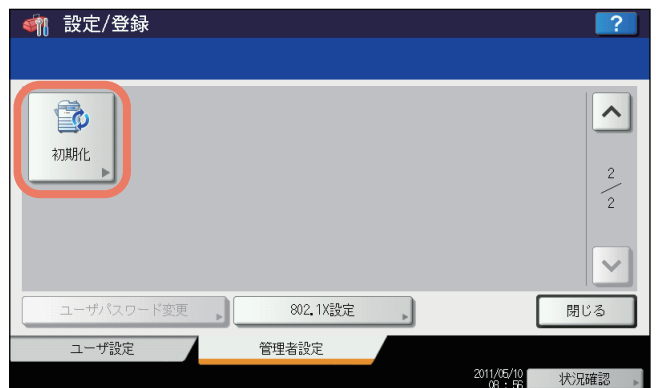 設定/登録
?
初期化
2
2
ユーザパスワード変更
802.1X設定
閉じる
ユーザ設定
管理者設定
2011/05/10
08 : 56
状況確認